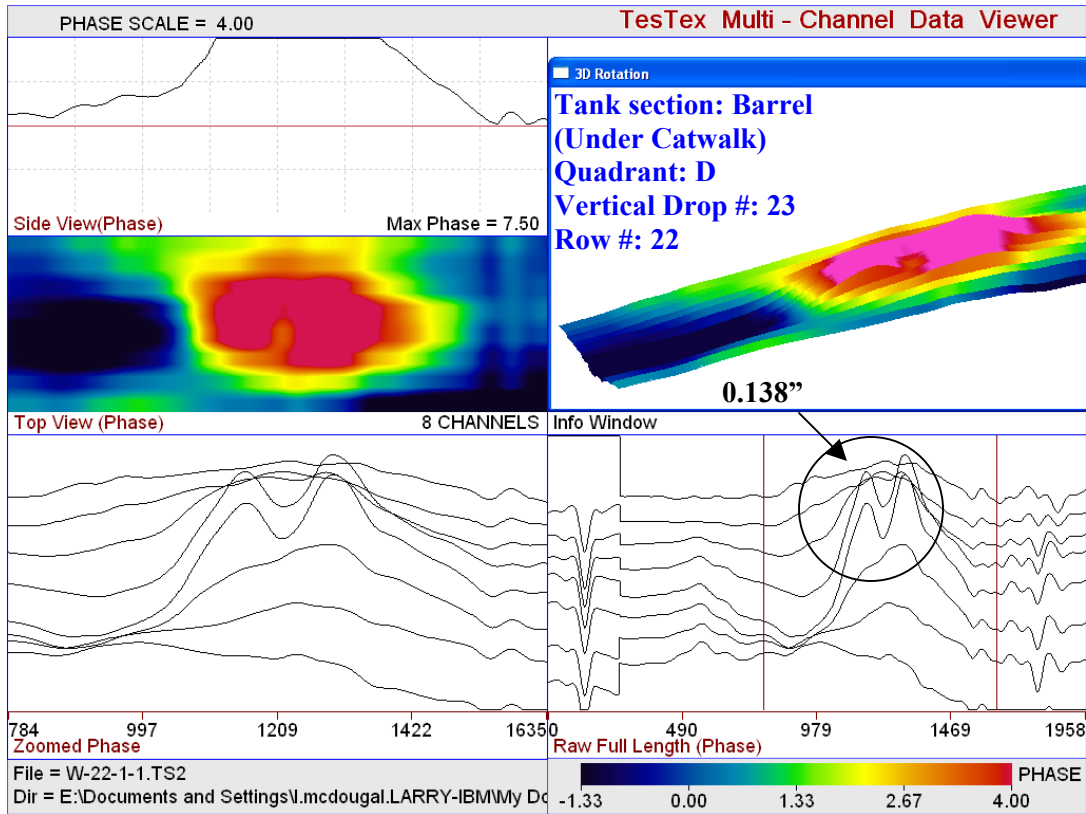 PHASE SCALE = 4.00
TesTex Multi - Channel Data Viewer
3D Rotation
Tank section: Barrel
(Under Catwalk)
Quadrant: D
Vertical Drop #: 23
Row #: 22
Side View(Phase)
Max Phase = 7.50
0.138”
Top View (Phase)
8 CHANNELS
Info Window
784 997 1209 1422 1635
Zoomed Phase
0 490 979 1469 1958
Raw Full Length (Phase)
File = W-22-1-1.TS2
Dir = E:\Documents and Settings\l.mcdougal.LARRY-IBM\My Do
PHASE
-1.33 0.00 1.33 2.67 4.00